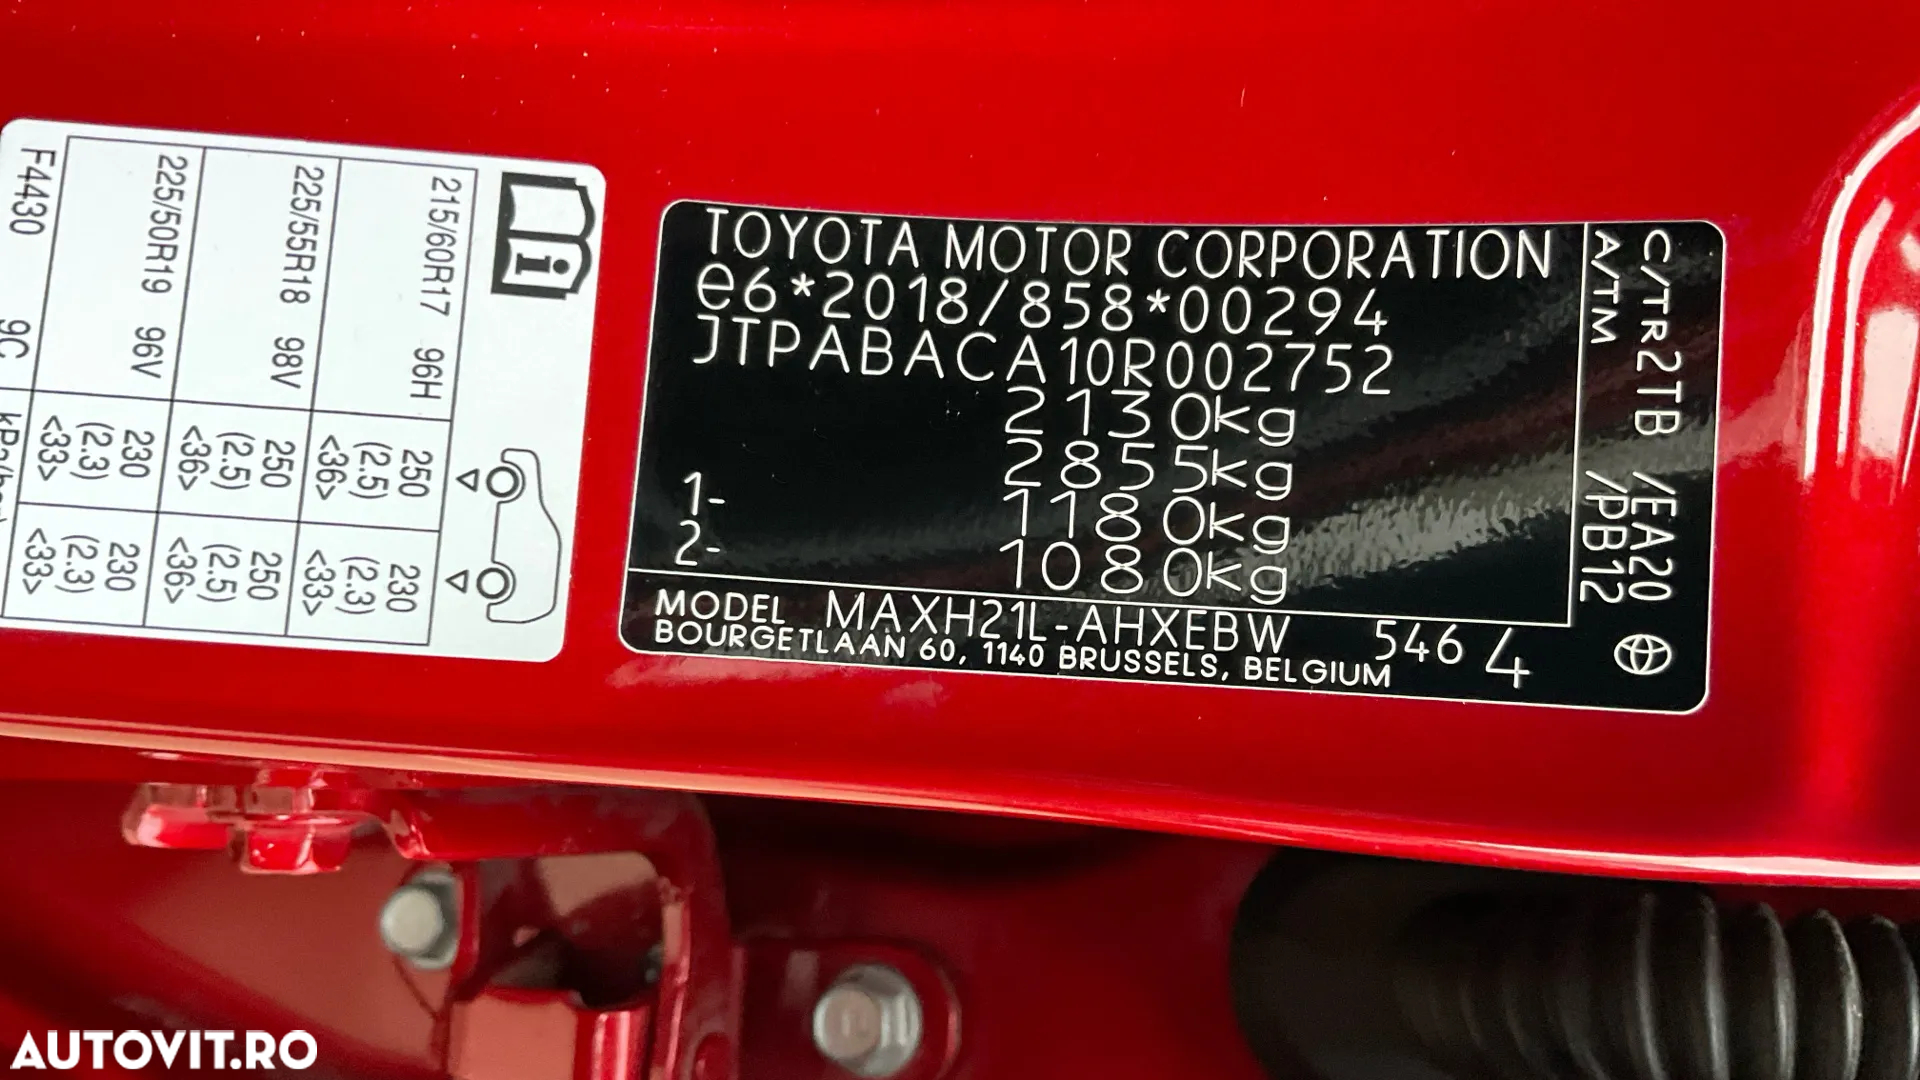 215/60R17 96H
250
(2.5)
<36>
230
(2.3)
<33>
225/55R18 98V
250
(2.5)
<36>
250
(2.5)
<36>
225/50R19 96V
230
(2.3)
<33>
230
(2.3)
<33>
F4430 9C
TOYOTA MOTOR CORPORATION
e6*2018/858*00294
JTPABACA10R002752
2130kg
2855kg
1- 1180kg
2- 1080kg
MODEL MAXH21L-AHXEBW 546 4
BOURGETLAAN 60, 1140 BRUSSELS, BELGIUM
C/TR2TB /EA20
A/TM /PB12
AUTOVIT.RO